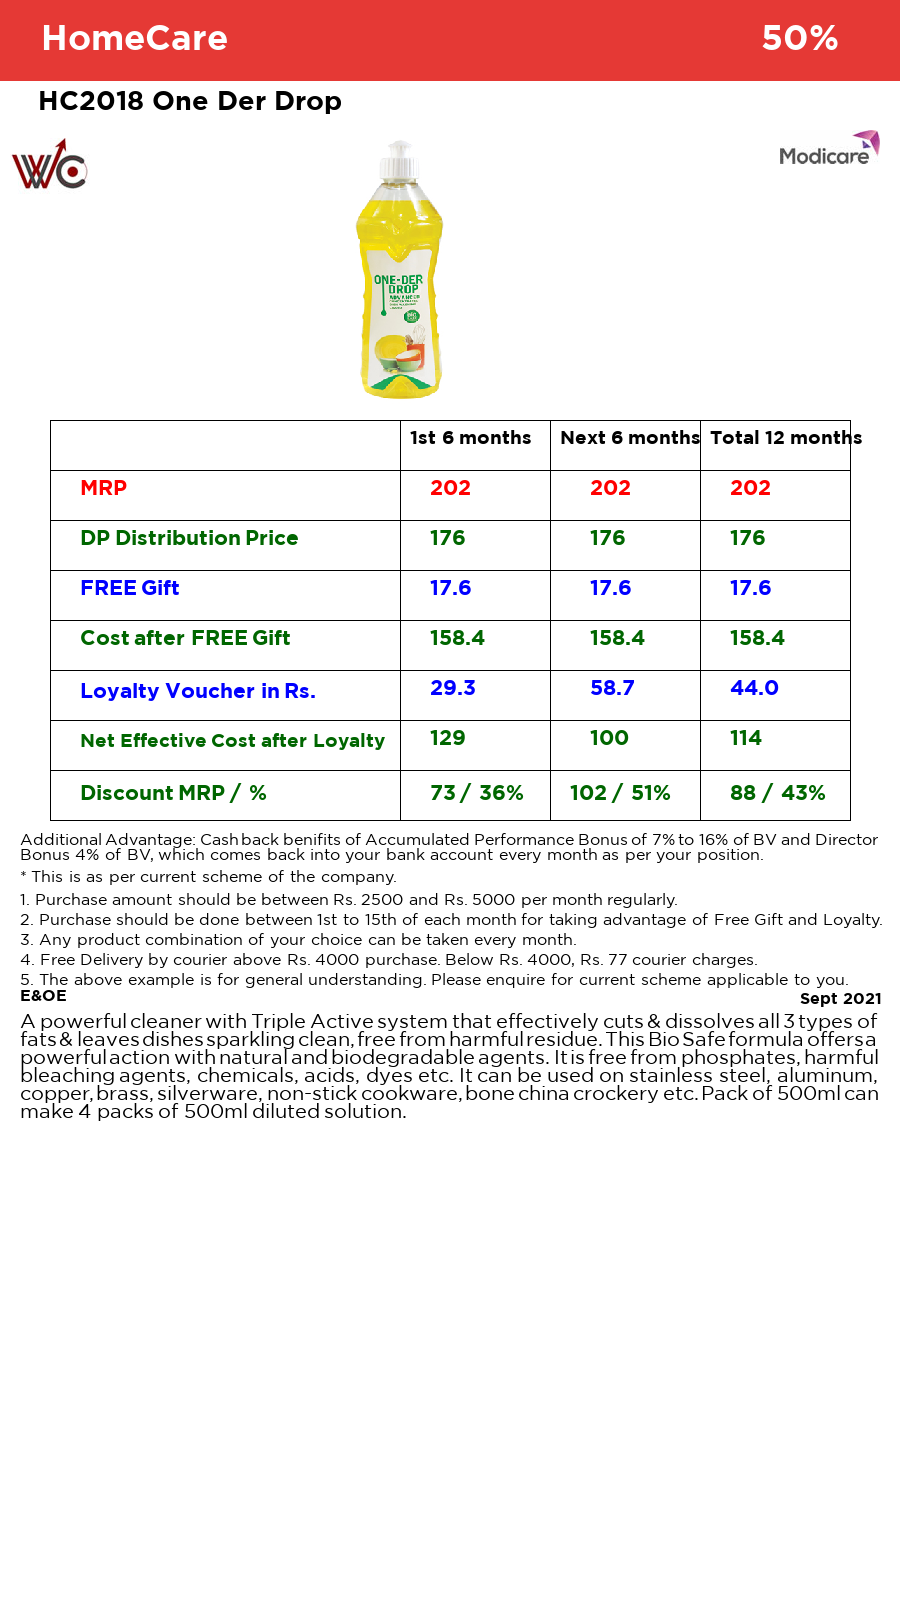 HomeCare 50%
HC2018 One Der Drop
WC
Modicare
ONE-DER
DROP
1st 6 months Next 6 months Total 12 months
MRP 202 202 202
DP Distribution Price 176 176 176
FREE Gift 17.6 17.6 17.6
Cost after FREE Gift 158.4 158.4 158.4
Loyalty Voucher in Rs. 29.3 58.7 44.0
Net Effective Cost after Loyalty 129 100 114
Discount MRP / % 73 / 36% 102 / 51% 88 / 43%
Additional Advantage: Cash back benifits of Accumulated Performance Bonus of 7% to 16% of BV and Director
Bonus 4% of BV, which comes back into your bank account every month as per your position.
* This is as per current scheme of the company.
1. Purchase amount should be between Rs. 2500 and Rs. 5000 per month regularly.
2. Purchase should be done between 1st to 15th of each month for taking advantage of Free Gift and Loyalty.
3. Any product combination of your choice can be taken every month.
4. Free Delivery by courier above Rs. 4000 purchase. Below Rs. 4000, Rs. 77 courier charges.
5. The above example is for general understanding. Please enquire for current scheme applicable to you.
E&OE Sept 2021
A powerful cleaner with Triple Active system that effectively cuts & dissolves all 3 types of
fats & leaves dishes sparkling clean, free from harmful residue. This Bio Safe formula offers a
powerful action with natural and biodegradable agents. It is free from phosphates, harmful
bleaching agents, chemicals, acids, dyes etc. It can be used on stainless steel, aluminum,
copper, brass, silverware, non-stick cookware, bone china crockery etc. Pack of 500ml can
make 4 packs of 500ml diluted solution.